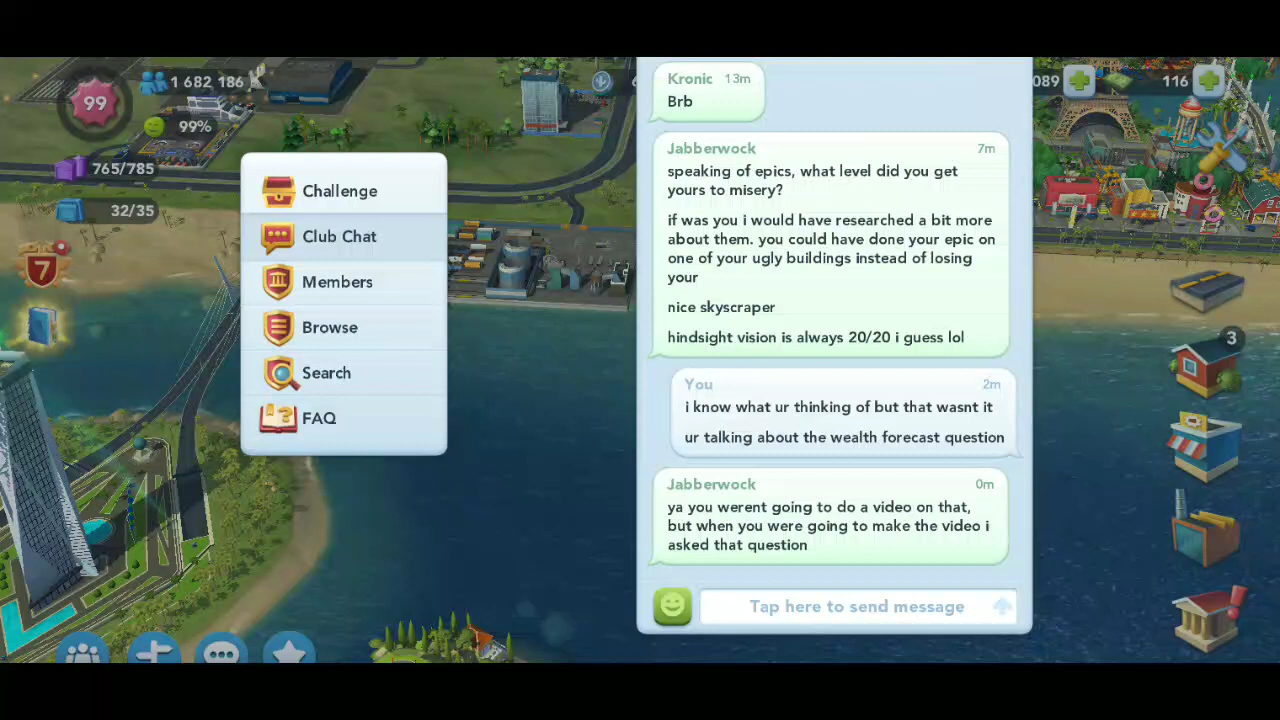 99
1 682 186
99%
765/785
32/35
7
Challenge
Club Chat
Members
Browse
Search
FAQ
Kronic 13m
Brb
Jabberwock 7m
speaking of epics, what level did you get
yours to misery?
if was you i would have researched a bit more
about them. you could have done your epic on
one of your ugly buildings instead of losing
your
nice skyscraper
hindsight vision is always 20/20 i guess lol
You 2m
i know what ur thinking of but that wasnt it
ur talking about the wealth forecast question
Jabberwock 0m
ya you werent going to do a video on that,
but when you were going to make the video i
asked that question
Tap here to send message
089
116
3